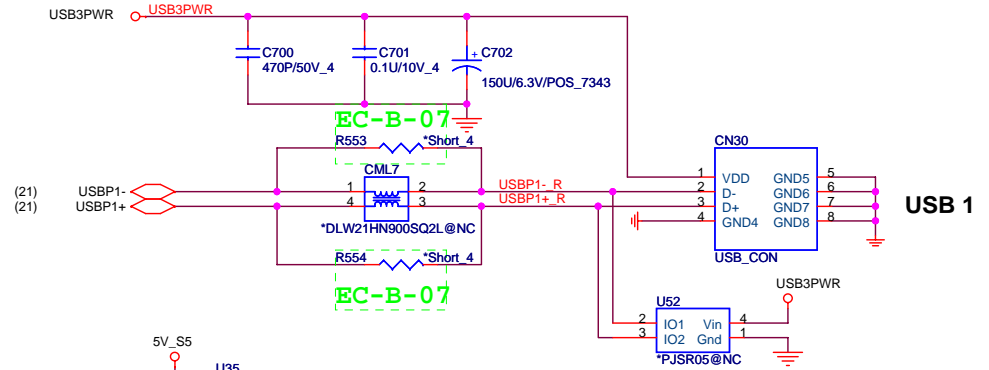 USB3PWR USB3PWR
C700
470P/50V_4
C701
0.1U/10V_4
+ C702
150U/6.3V/POS_7343
EC-B-07
R553 *Short_4
CML7
1 2
4 3
*DLW21HN900SQ2L@NC
(21) USBP1-
(21) USBP1+
USBP1-_R
USBP1+_R
R554 *Short_4
EC-B-07
CN30
1 VDD GND5 5
2 D- GND6 6
3 D+ GND7 7
4 GND4 GND8 8
USB_CON
USB 1
USB3PWR
U52
2 IO1 Vin 4
3 IO2 Gnd 1
*PJSR05@NC
5V_S5
U35